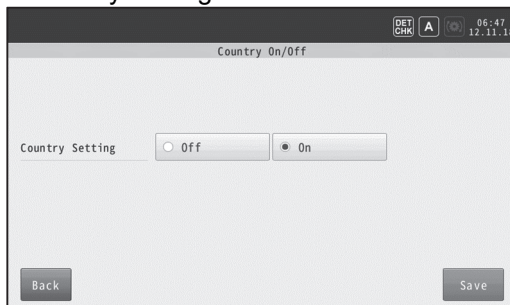 DET CHK A 06:47
12.11.1
Country On/Off
Country Setting Off On
Back Save